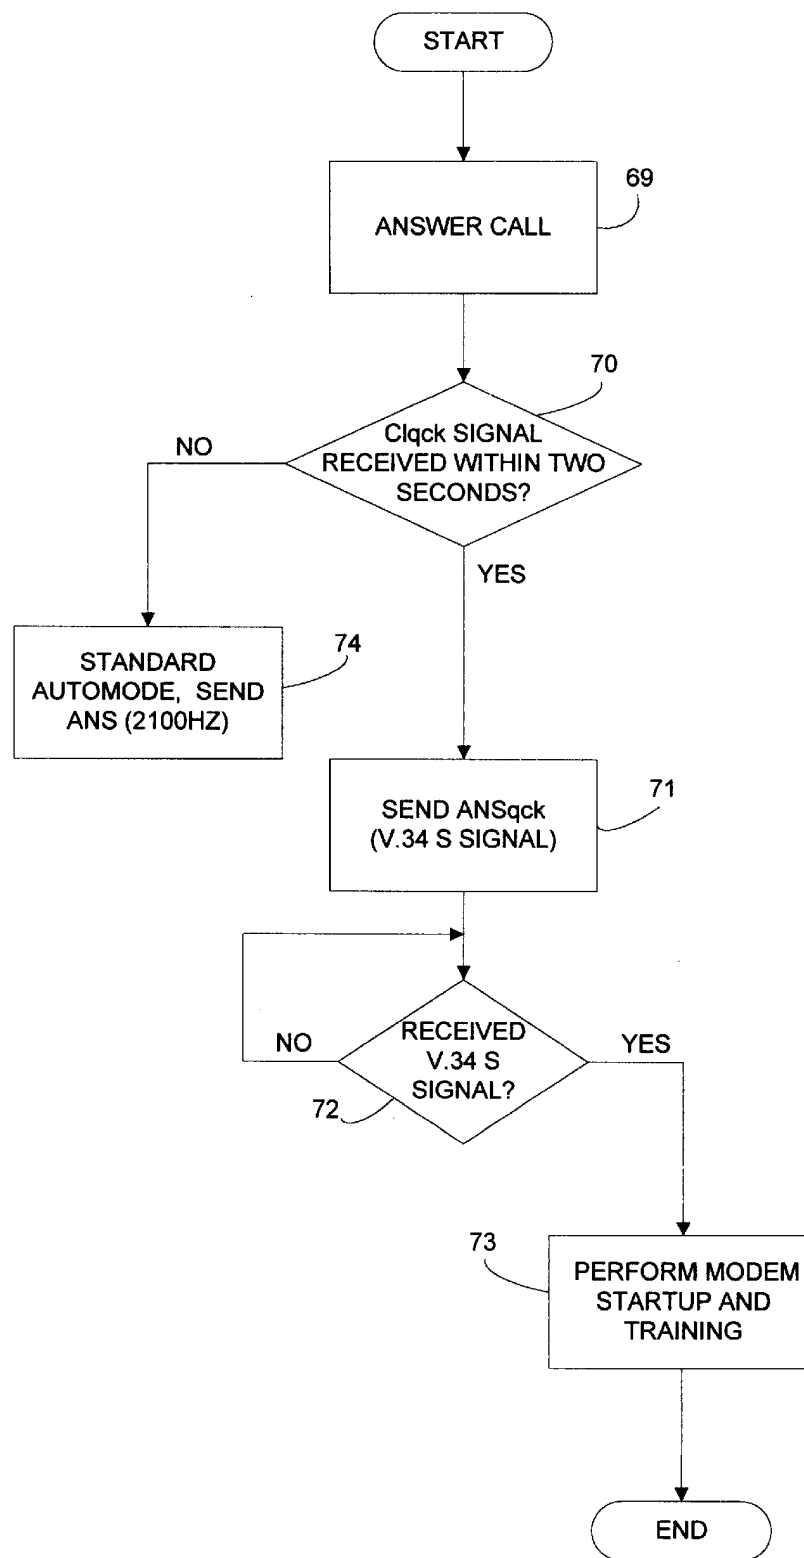 START
69
ANSWER CALL
70
CIqck SIGNAL
RECEIVED WITHIN TWO
SECONDS?
NO
YES
74
STANDARD
AUTOMODE, SEND
ANS (2100HZ)
71
SEND ANSqck
(V.34 S SIGNAL)
RECEIVED
V.34 S
SIGNAL?
NO
YES
72
73
PERFORM MODEM
STARTUP AND
TRAINING
END